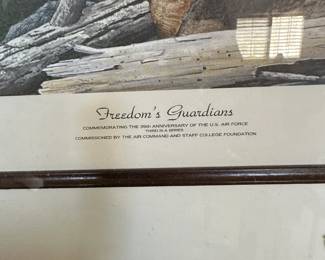 Freedom's Guardians
COMMEMORATING THE 35th ANNIVERSARY OF THE U.S. AIR FORCE
THIRD IN A SERIES
COMMISSIONED BY THE AIR COMMAND AND STAFF COLLEGE FOUNDATION